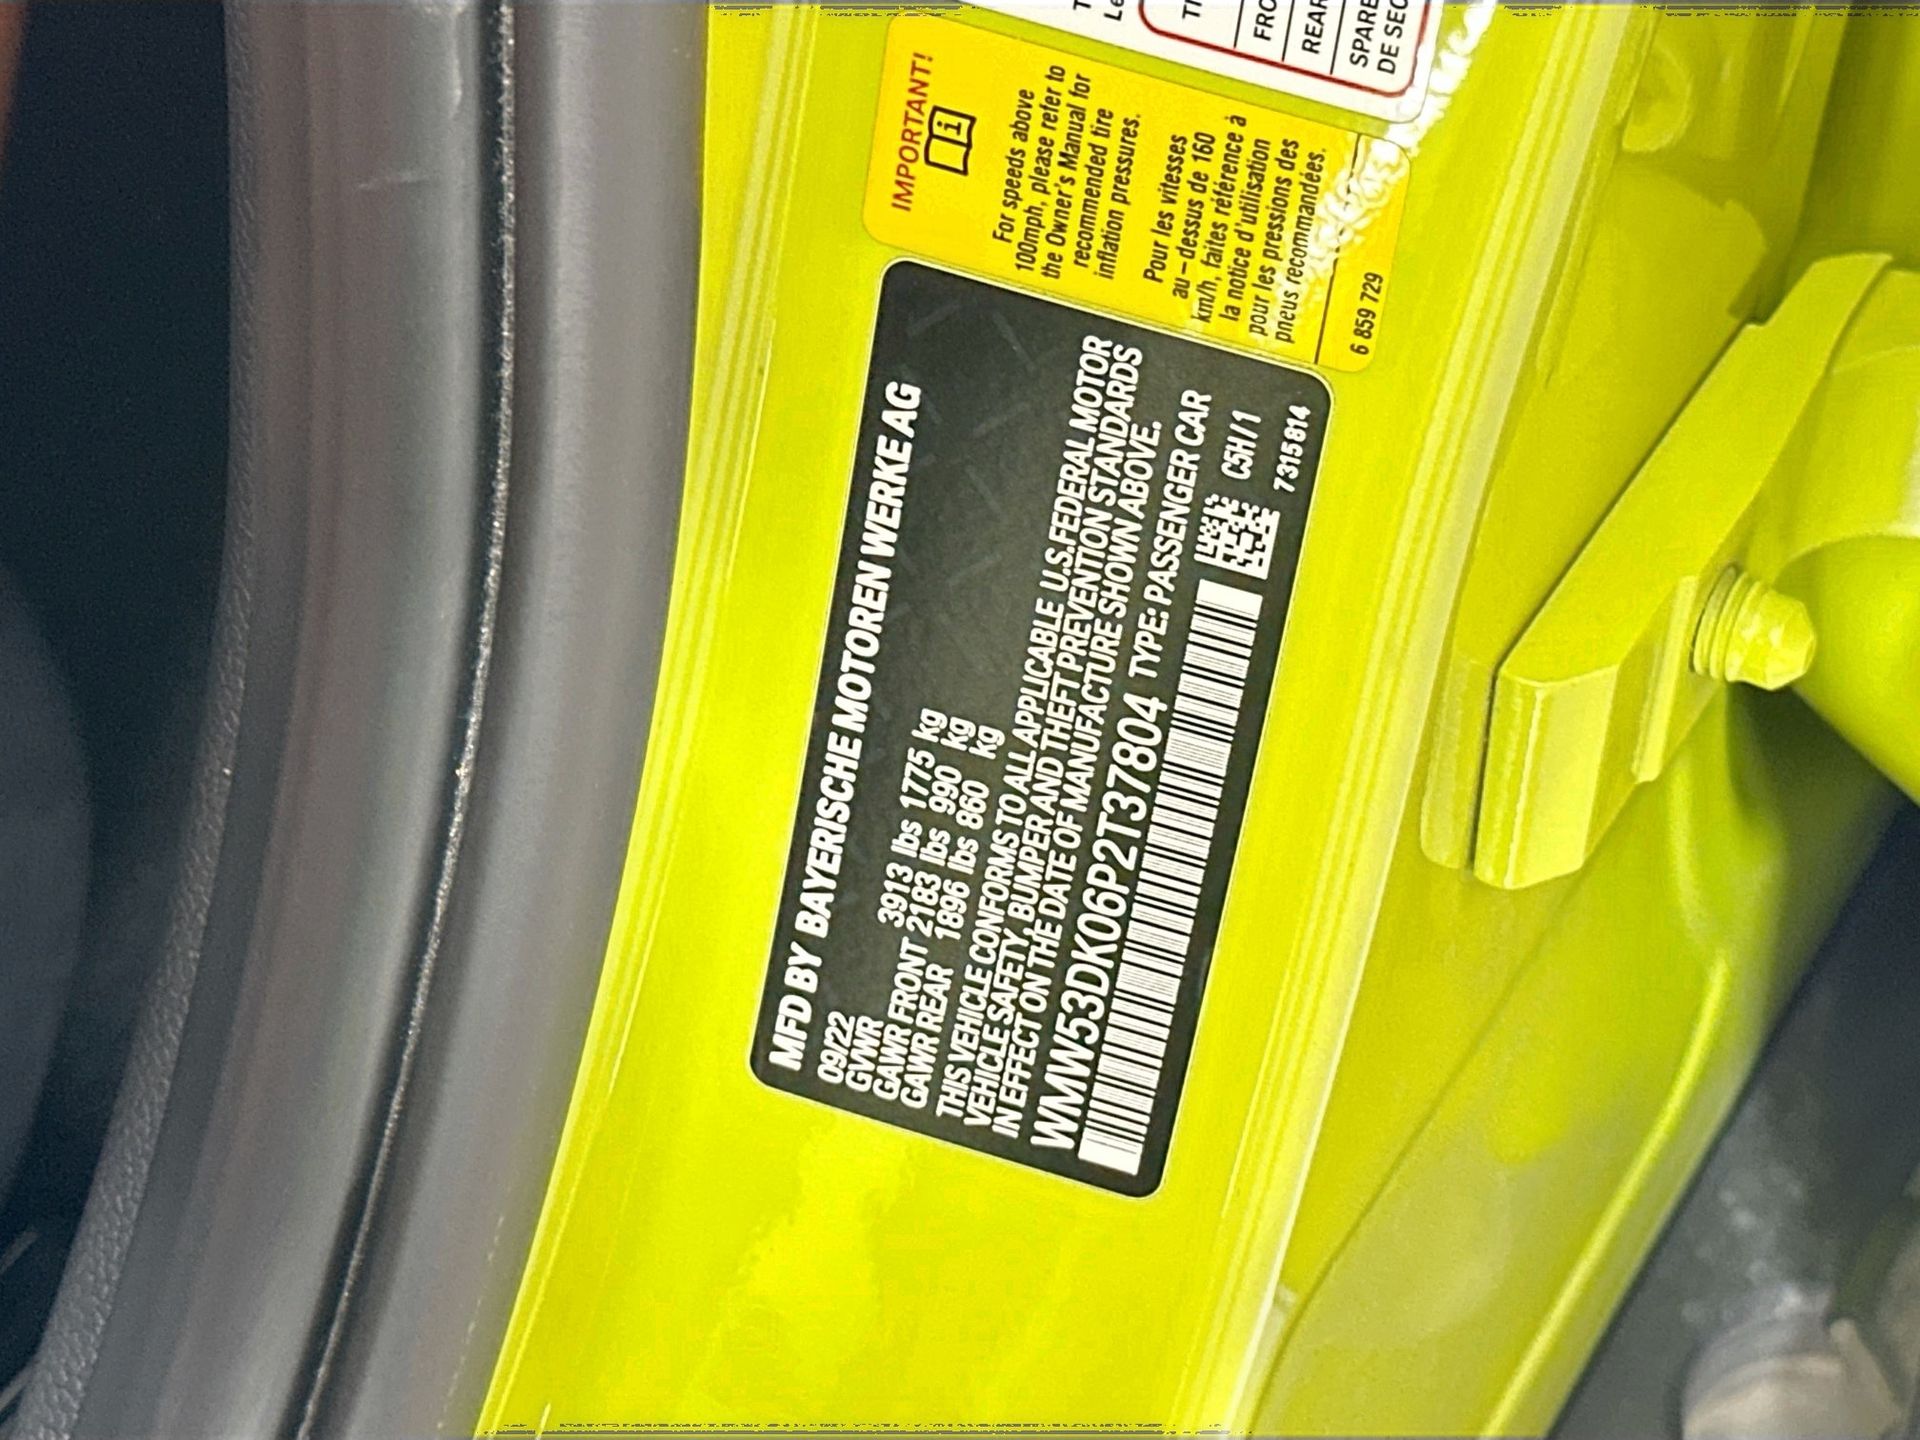 MFD BY BAYERISCHE MOTOREN WERKE AG
09/22
GVWR 3913 lbs 1775 kg
GAWR FRONT 2183 lbs 990 kg
GAWR REAR 1896 lbs 860 kg
THIS VEHICLE CONFORMS TO ALL APPLICABLE U.S.FEDERAL MOTOR
VEHICLE SAFETY, BUMPER AND THEFT PREVENTION STANDARDS
IN EFFECT ON THE DATE OF MANUFACTURE SHOWN ABOVE.
WMW53DK06P2T37804 TYPE: PASSENGER CAR
C5H/1
7315814
IMPORTANT!
i
For speeds above
100mph, please refer to
the Owner's Manual for
recommended tire
inflation pressures.
Pour les vitesses
au-dessus de 160
km/h, faites référence à
la notice d'utilisation
pour les pressions des
pneus recommandées.
6 859 729
REAR
SPARE